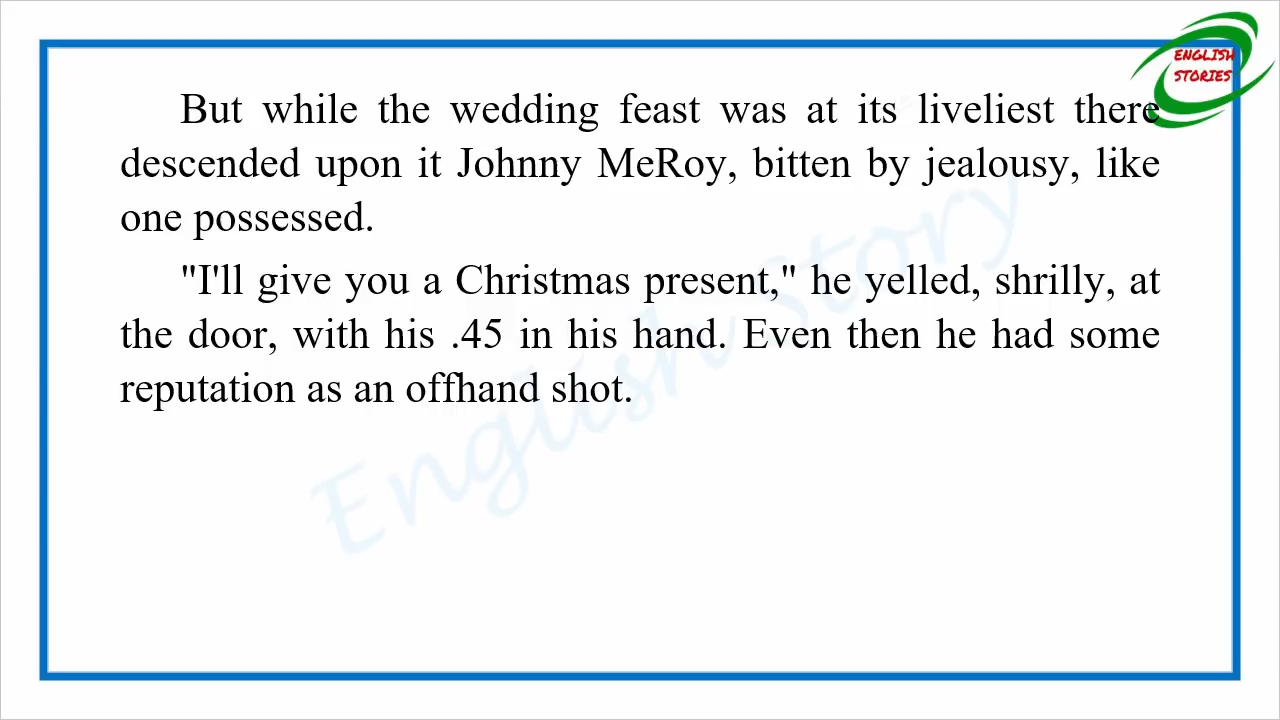 ENGLISH
STORIES
But while the wedding feast was at its liveliest there
descended upon it Johnny MeRoy, bitten by jealousy, like
one possessed.
"I'll give you a Christmas present," he yelled, shrilly, at
the door, with his .45 in his hand. Even then he had some
reputation as an offhand shot.
English Story